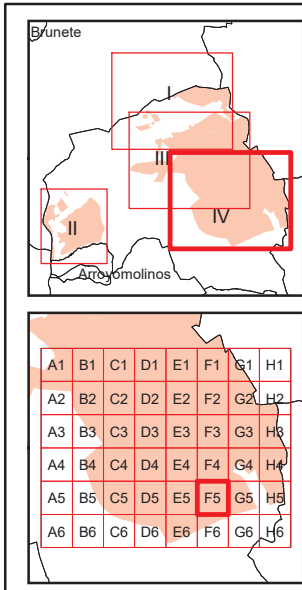 Brunete
I
III
IV
II
Arroyomolinos
A1 B1 C1 D1 E1 F1 G1 H1
A2 B2 C2 D2 E2 F2 G2 H2
A3 B3 C3 D3 E3 F3 G3 H3
A4 B4 C4 D4 E4 F4 G4 H4
A5 B5 C5 D5 E5 F5 G5 H5
A6 B6 C6 D6 E6 F6 G6 H6